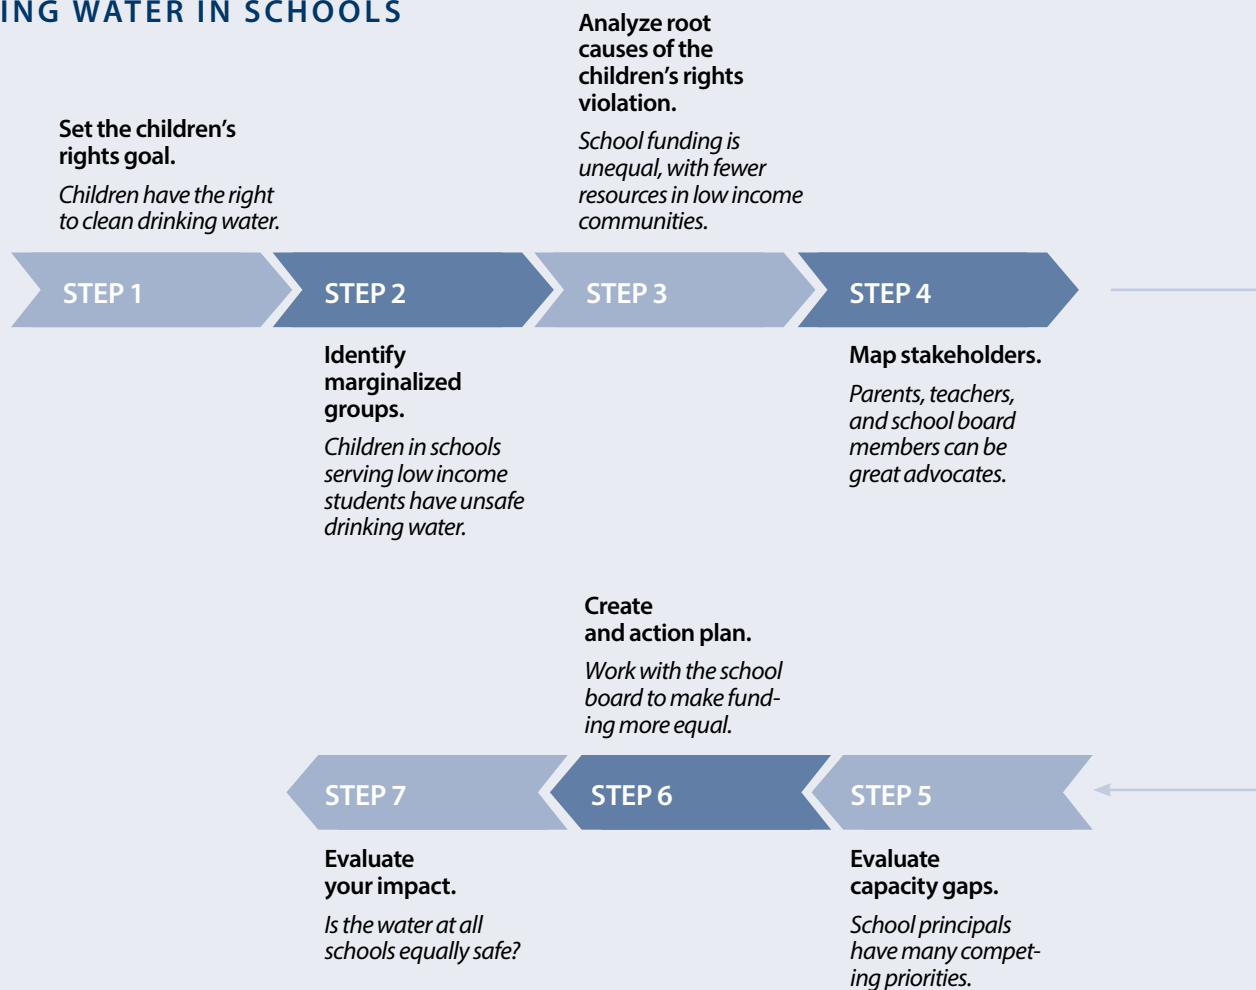 ING WATER IN SCHOOLS
Set the children's
rights goal.
Children have the right
to clean drinking water.
Analyze root
causes of the
children's rights
violation.
School funding is
unequal, with fewer
resources in low income
communities.
STEP 1
STEP 2
STEP 3
STEP 4
Identify
marginalized
groups.
Children in schools
serving low income
students have unsafe
drinking water.
Map stakeholders.
Parents, teachers,
and school board
members can be
great advocates.
Create
and action plan.
Work with the school
board to make fund-
ing more equal.
STEP 7
STEP 6
STEP 5
Evaluate
your impact.
Is the water at all
schools equally safe?
Evaluate
capacity gaps.
School principals
have many compet-
ing priorities.